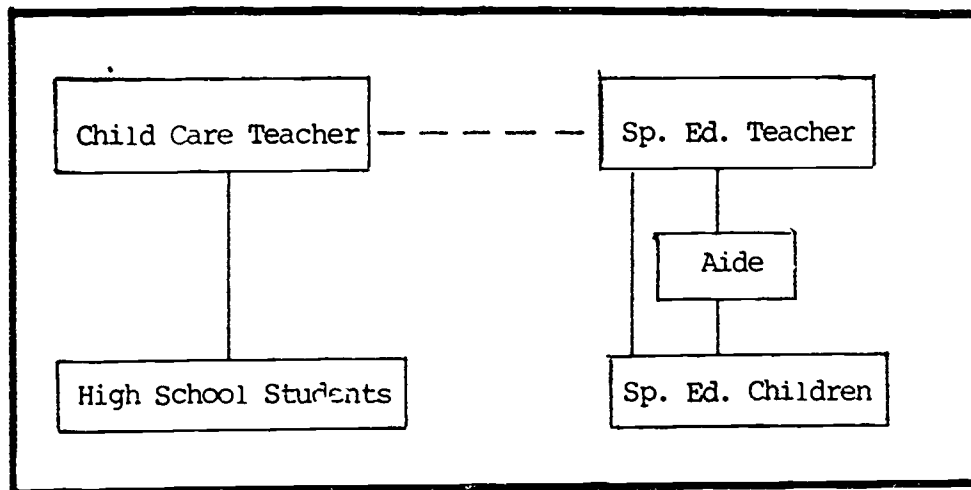 Child Care Teacher
Sp. Ed. Teacher
Aide
High School Students
Sp. Ed. Children